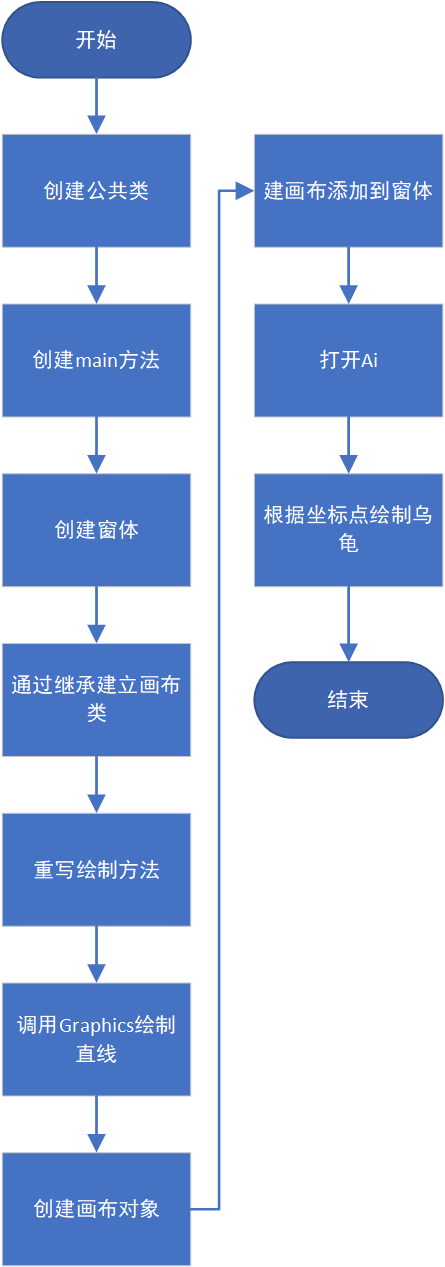 开始
创建公共类
创建main方法
创建窗体
通过继承建立画布
类
重写绘制方法
调用Graphics绘制
直线
创建画布对象
建画布添加到窗体
打开Ai
根据坐标点绘制乌
龟
结束